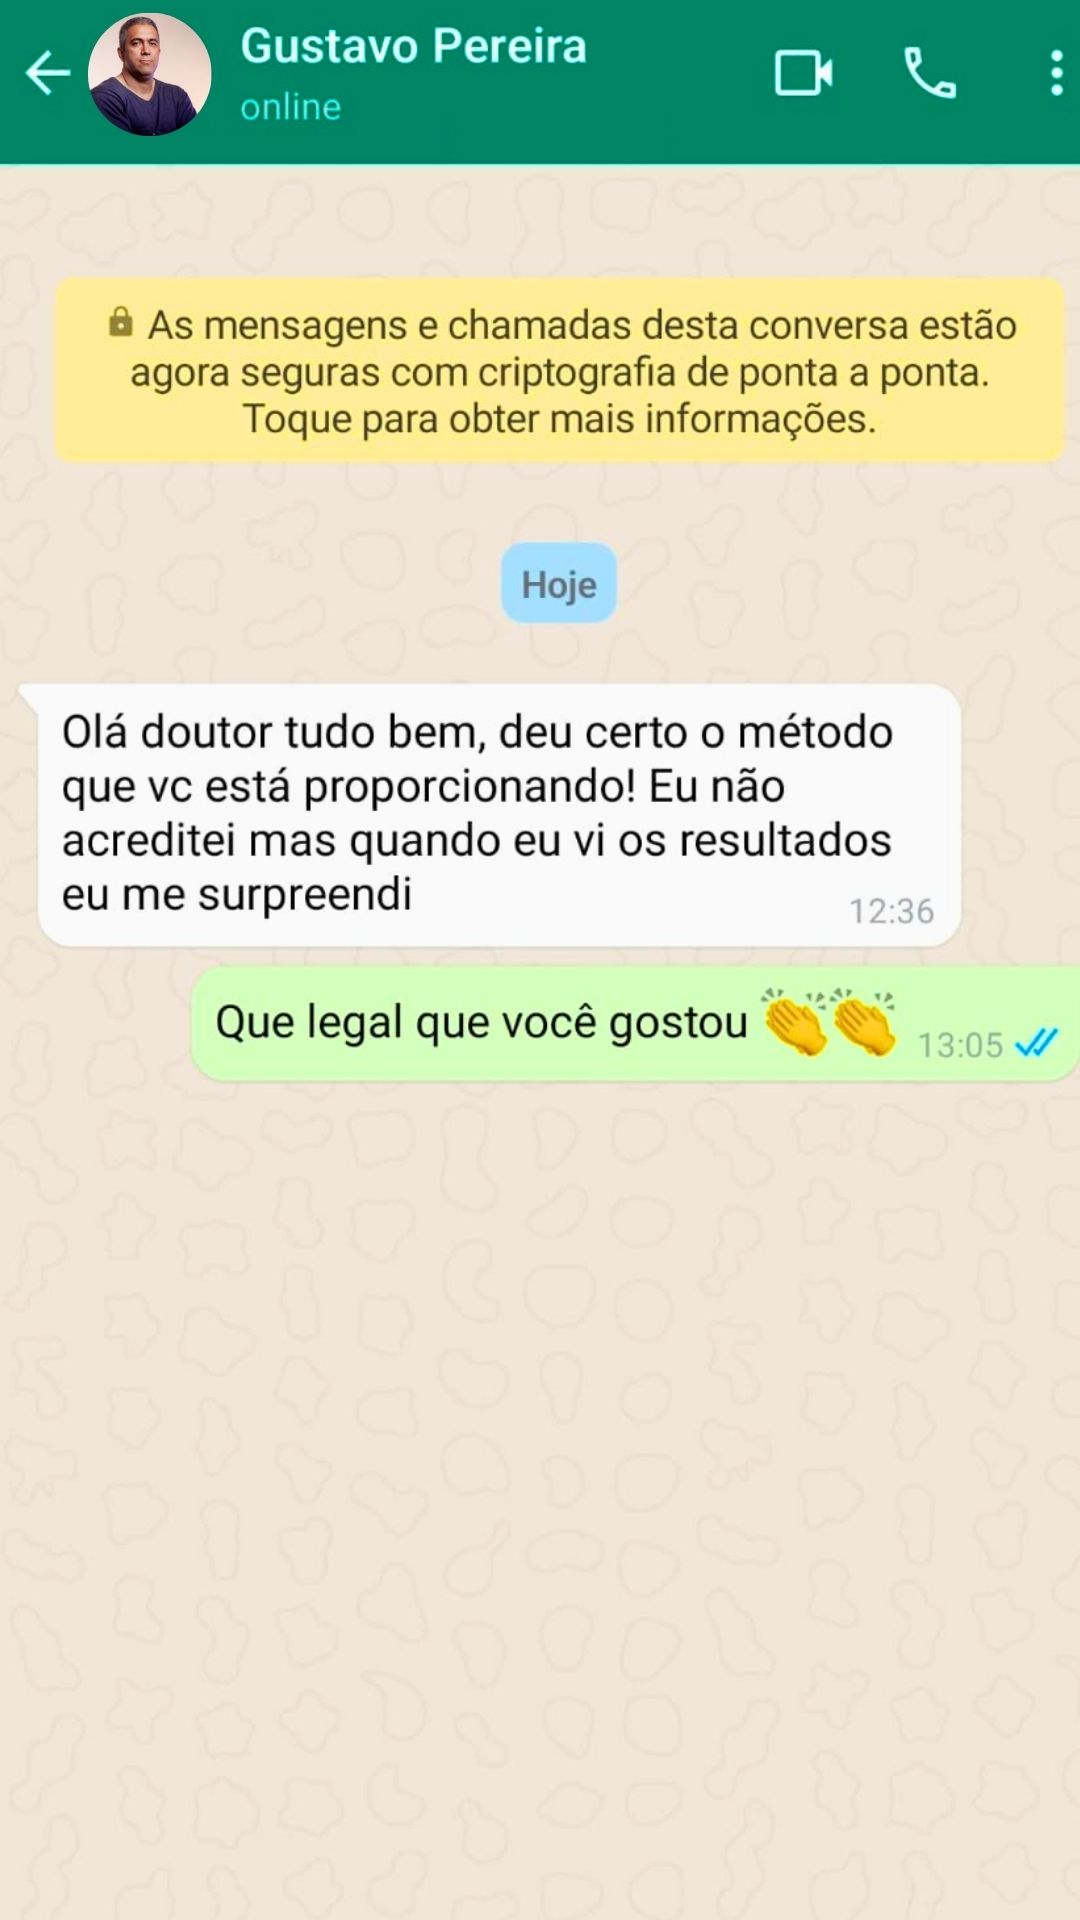 Gustavo Pereira
online
As mensagens e chamadas desta conversa estão
agora seguras com criptografia de ponta a ponta.
Toque para obter mais informações.
Hoje
Olá doutor tudo bem, deu certo o método
que vc está proporcionando! Eu não
acreditei mas quando eu vi os resultados
eu me surpreendi
12:36
Que legal que você gostou 👏👏 13:05